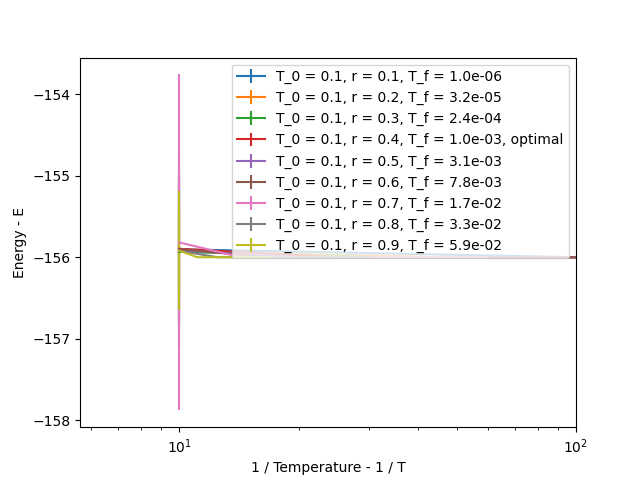 T_0 = 0.1, r = 0.1, T_f = 1.0e-06
T_0 = 0.1, r = 0.2, T_f = 3.2e-05
T_0 = 0.1, r = 0.3, T_f = 2.4e-04
T_0 = 0.1, r = 0.4, T_f = 1.0e-03, optimal
T_0 = 0.1, r = 0.5, T_f = 3.1e-03
T_0 = 0.1, r = 0.6, T_f = 7.8e-03
T_0 = 0.1, r = 0.7, T_f = 1.7e-02
T_0 = 0.1, r = 0.8, T_f = 3.3e-02
T_0 = 0.1, r = 0.9, T_f = 5.9e-02
Energy - E
−154
−155
−156
−157
−158
10¹
10²
1 / Temperature - 1 / T